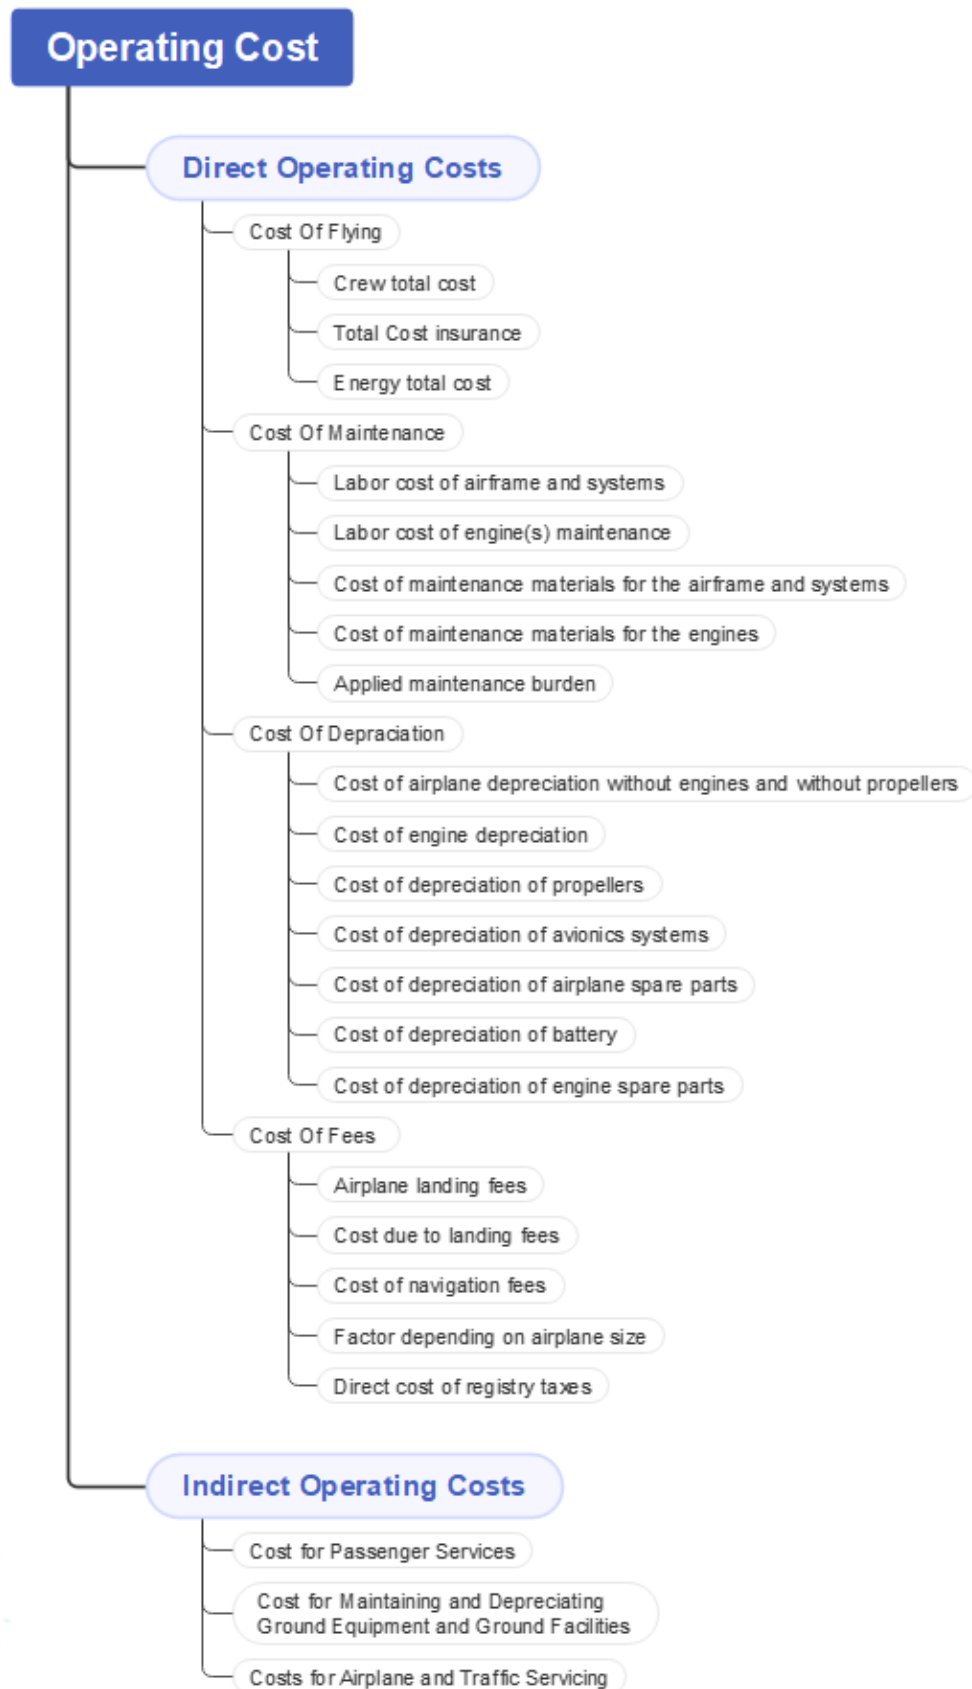 Operating Cost
Direct Operating Costs
Cost Of Flying
Crew total cost
Total Cost insurance
Energy total cost
Cost Of Maintenance
Labor cost of airframe and systems
Labor cost of engine(s) maintenance
Cost of maintenance materials for the airframe and systems
Cost of maintenance materials for the engines
Applied maintenance burden
Cost Of Depraciation
Cost of airplane depreciation without engines and without propellers
Cost of engine depreciation
Cost of depreciation of propellers
Cost of depreciation of avionics systems
Cost of depreciation of airplane spare parts
Cost of depreciation of battery
Cost of depreciation of engine spare parts
Cost Of Fees
Airplane landing fees
Cost due to landing fees
Cost of navigation fees
Factor depending on airplane size
Direct cost of registry taxes
Indirect Operating Costs
Cost for Passenger Services
Cost for Maintaining and Depreciating
Ground Equipment and Ground Facilities
Costs for Airplane and Traffic Servicing